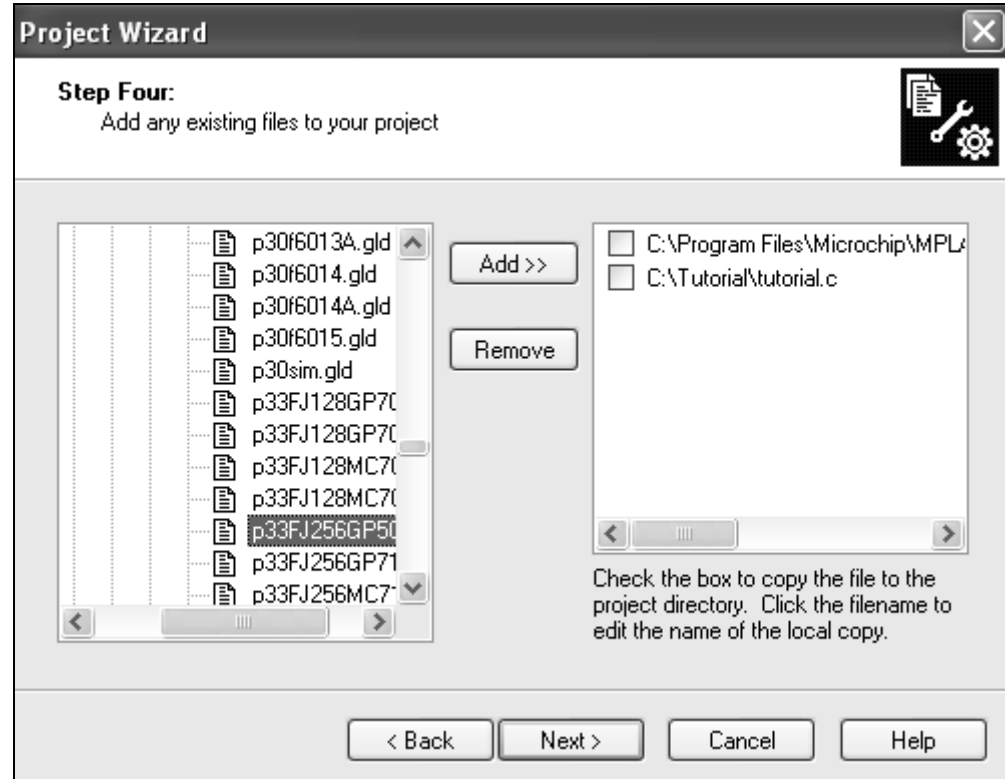 Project Wizard
Step Four:
Add any existing files to your project
p30f6013A.gld
p30f6014.gld
p30f6014A.gld
p30f6015.gld
p30sim.gld
p33FJ128GP70
p33FJ128GP70
p33FJ128MC70
p33FJ128MC70
p33FJ256GP50
p33FJ256GP71
p33FJ256MC71
Add >>
Remove
C:\Program Files\Microchip\MPLA
C:\Tutorial\tutorial.c
Check the box to copy the file to the
project directory. Click the filename to
edit the name of the local copy.
< Back
Next >
Cancel
Help